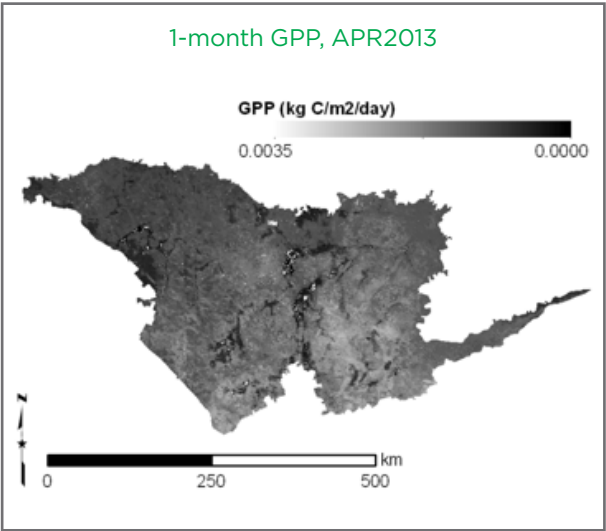 1-month GPP, APR2013
GPP (kg C/m2/day)
0.0035 0.0000
N
km
0 250 500